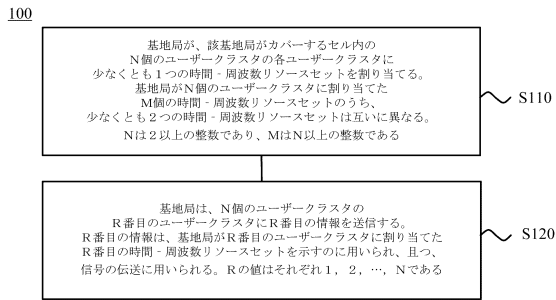 100
基地局が、該基地局がカバーするセル内の
N個のユーザークラスタの各ユーザークラスタに
少なくとも1つの時間‐周波数リソースセットを割り当てる。
基地局がN個のユーザークラスタに割り当てた
M個の時間‐周波数リソースセットのうち、
少なくとも2つの時間‐周波数リソースセットは互いに異なる。
Nは2以上の整数であり、MはN以上の整数である
S110
基地局は、N個のユーザークラスタの
R番目のユーザークラスタにR番目の情報を送信する。
R番目の情報は、基地局がR番目のユーザークラスタに割り当てた
R番目の時間‐周波数リソースセットを示すのに用いられ、且つ、
信号の伝送に用いられる。Rの値はそれぞれ1,2,…,Nである
S120